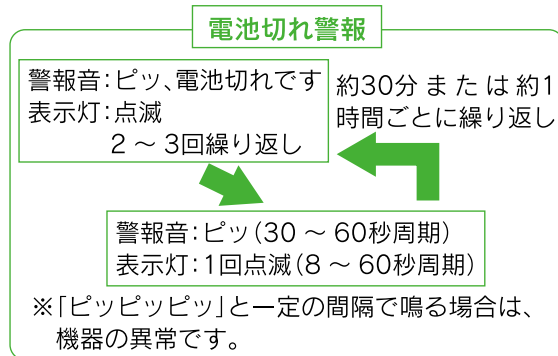 電池切れ警報
警報音：ピッ、電池切れです
表示灯：点滅
2 ～ 3回繰り返し
約30分 ま た は 約1
時間ごとに繰り返し
警報音：ピッ（30 ～ 60秒周期）
表示灯：1回点滅（8 ～ 60秒周期）
※「ピッピッピッ」と一定の間隔で鳴る場合は、
機器の異常です。